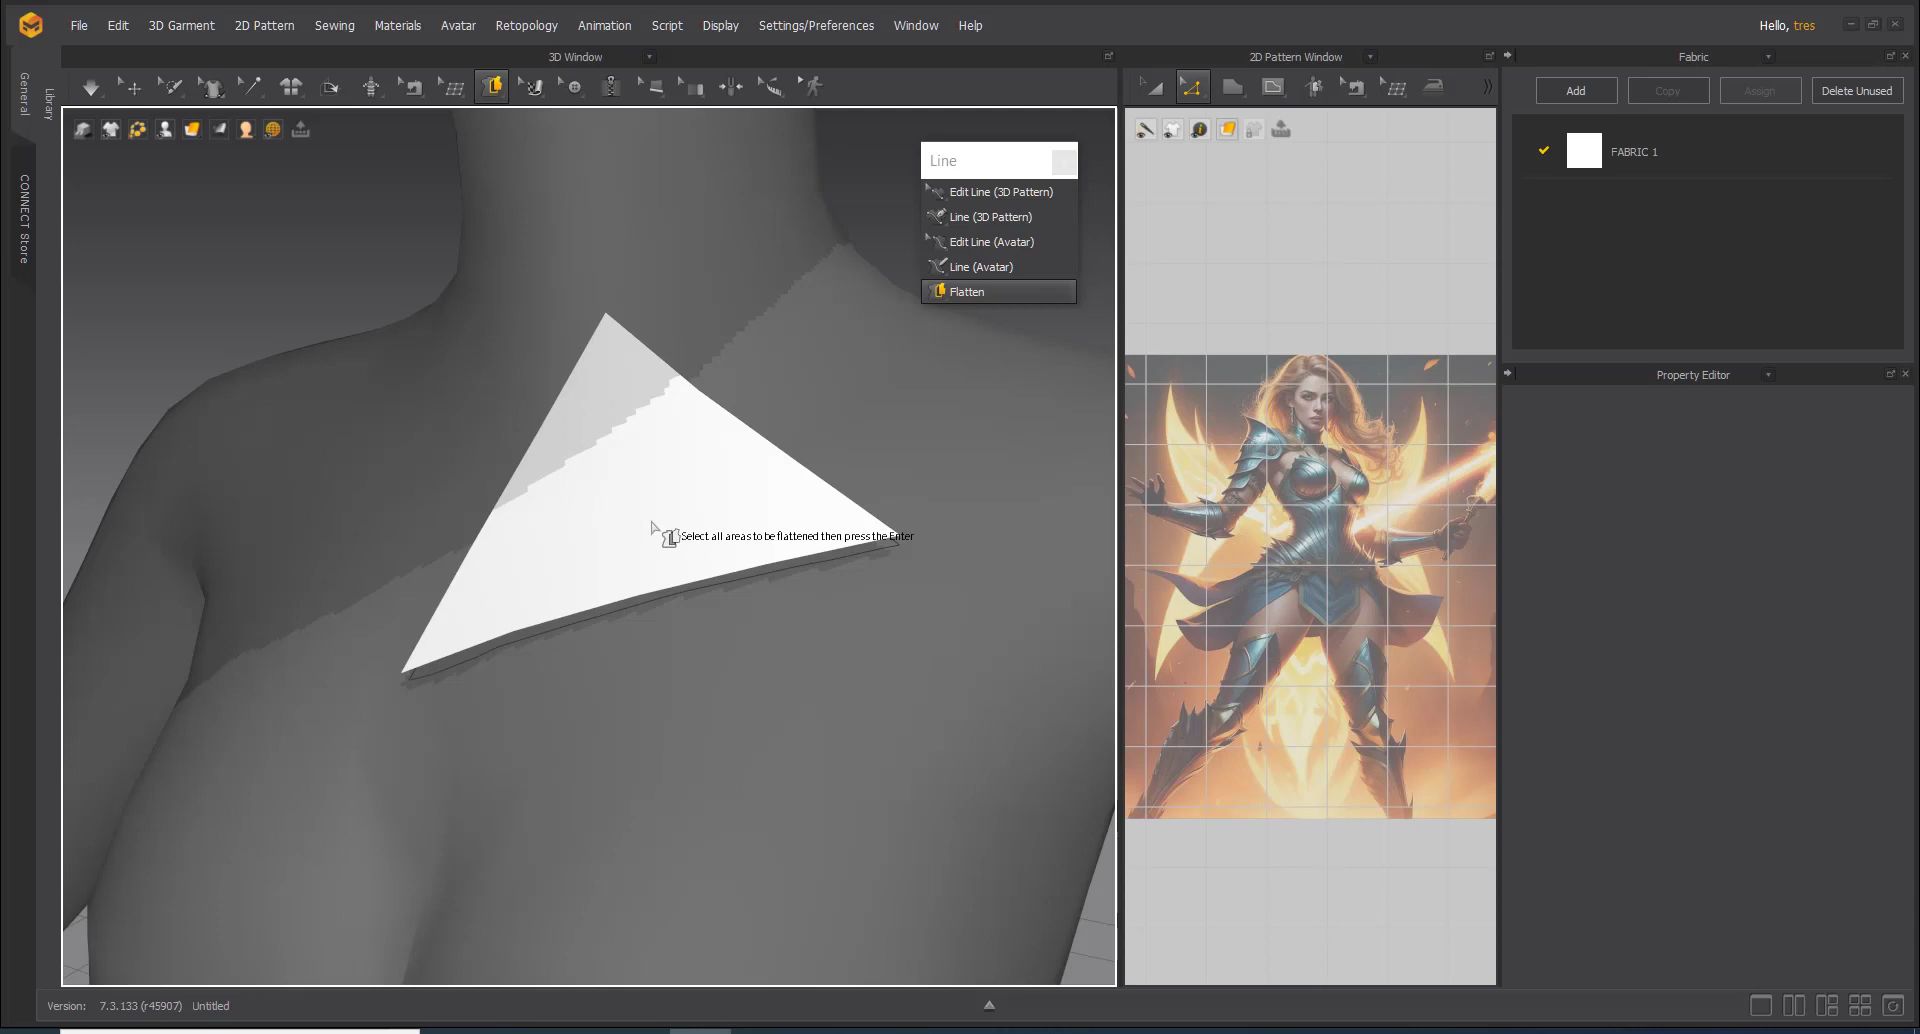 File Edit 3D Garment 2D Pattern Sewing Materials Avatar Retopology Animation Script Display Settings/Preferences Window Help
Hello, tres
3D Window
2D Pattern Window
Fabric
General
Library
CONNECT Store
Add
Copy
Assign
Delete Unused
FABRIC 1
Line
Edit Line (3D Pattern)
Line (3D Pattern)
Edit Line (Avatar)
Line (Avatar)
Flatten
Property Editor
Select all areas to be flattened then press the Enter
Version: 7.3.133 (r45907) Untitled